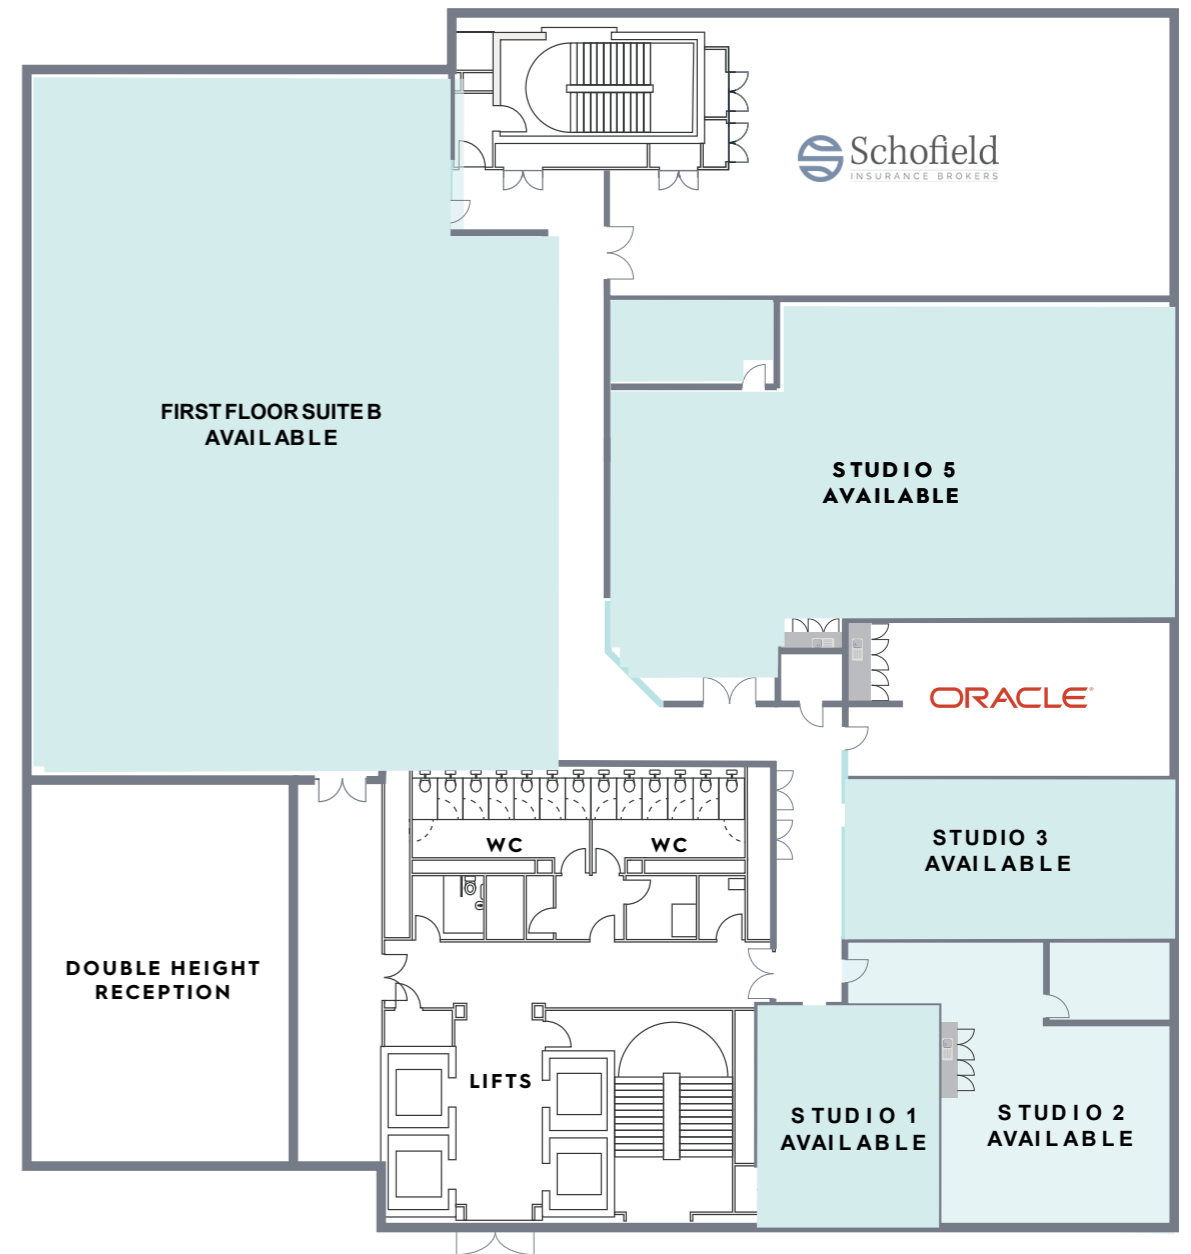 Schofield
INSURANCE BROKERS
FIRST FLOOR SUITE B
AVAILABLE
STUDIO 5
AVAILABLE
ORACLE®
STUDIO 3
AVAILABLE
WC
WC
DOUBLE HEIGHT
RECEPTION
LIFTS
STUDIO 1
AVAILABLE
STUDIO 2
AVAILABLE